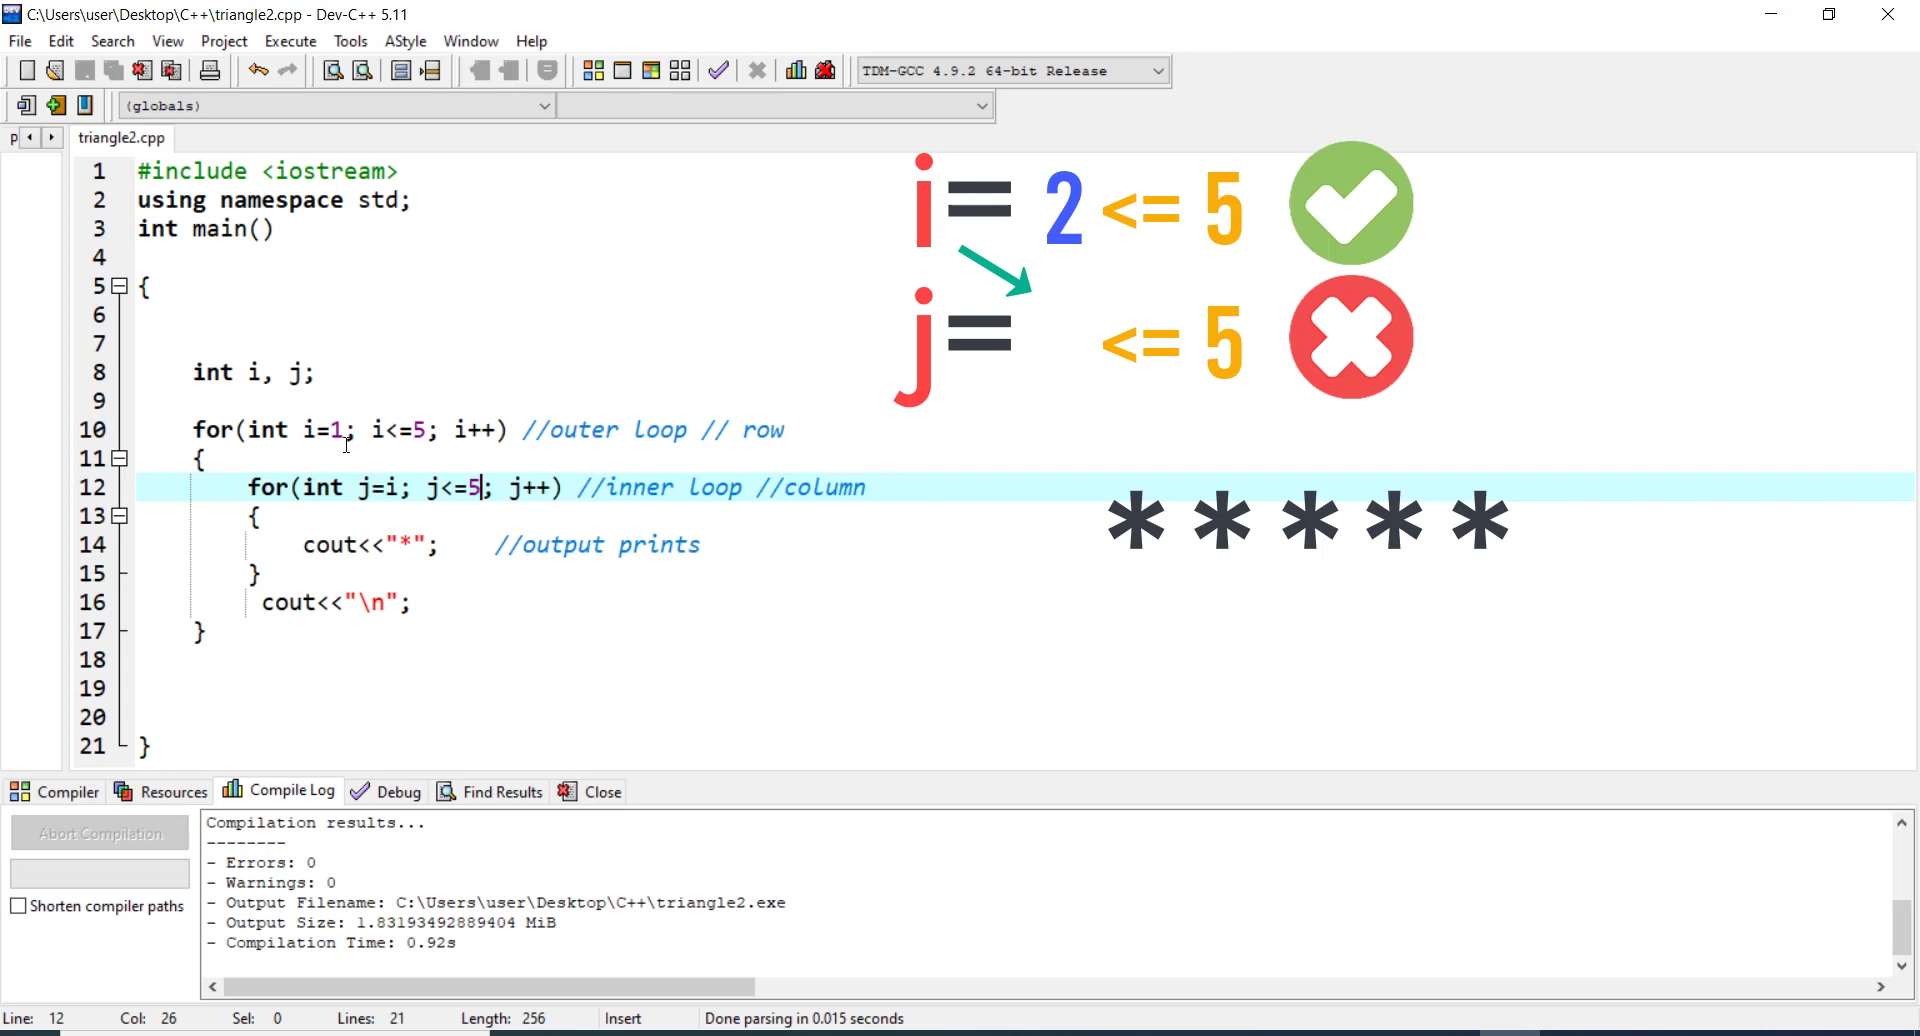 C:\Users\user\Desktop\C++\triangle2.cpp - Dev-C++ 5.11
File Edit Search View Project Execute Tools AStyle Window Help
TDM-GCC 4.9.2 64-bit Release
(globals)
P triangle2.cpp
1 #include <iostream>
2 using namespace std;
3 int main()
4
5 {
6
7
8 int i, j;
9
10 for(int i=1; i<=5; i++) //outer loop // row
11 {
12 for(int j=i; j<=5; j++) //inner loop //column
13 {
14 cout<<"*"; //output prints
15 }
16 cout<<"\n";
17 }
18
19
20
21 }
i= 2 <= 5
j= <= 5
* * * * *
Compiler Resources Compile Log Debug Find Results Close
Abort Compilation
Shorten compiler paths
Compilation results...
--------
- Errors: 0
- Warnings: 0
- Output Filename: C:\Users\user\Desktop\C++\triangle2.exe
- Output Size: 1.83193492889404 MiB
- Compilation Time: 0.92s
Line: 12 Col: 26 Sel: 0 Lines: 21 Length: 256 Insert Done parsing in 0.015 seconds